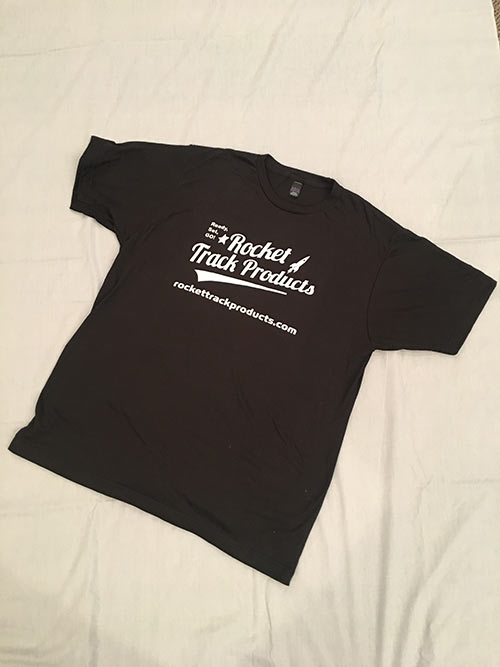 Ready,
Set,
GO!
Rocket
Track Products
rockettrackproducts.com